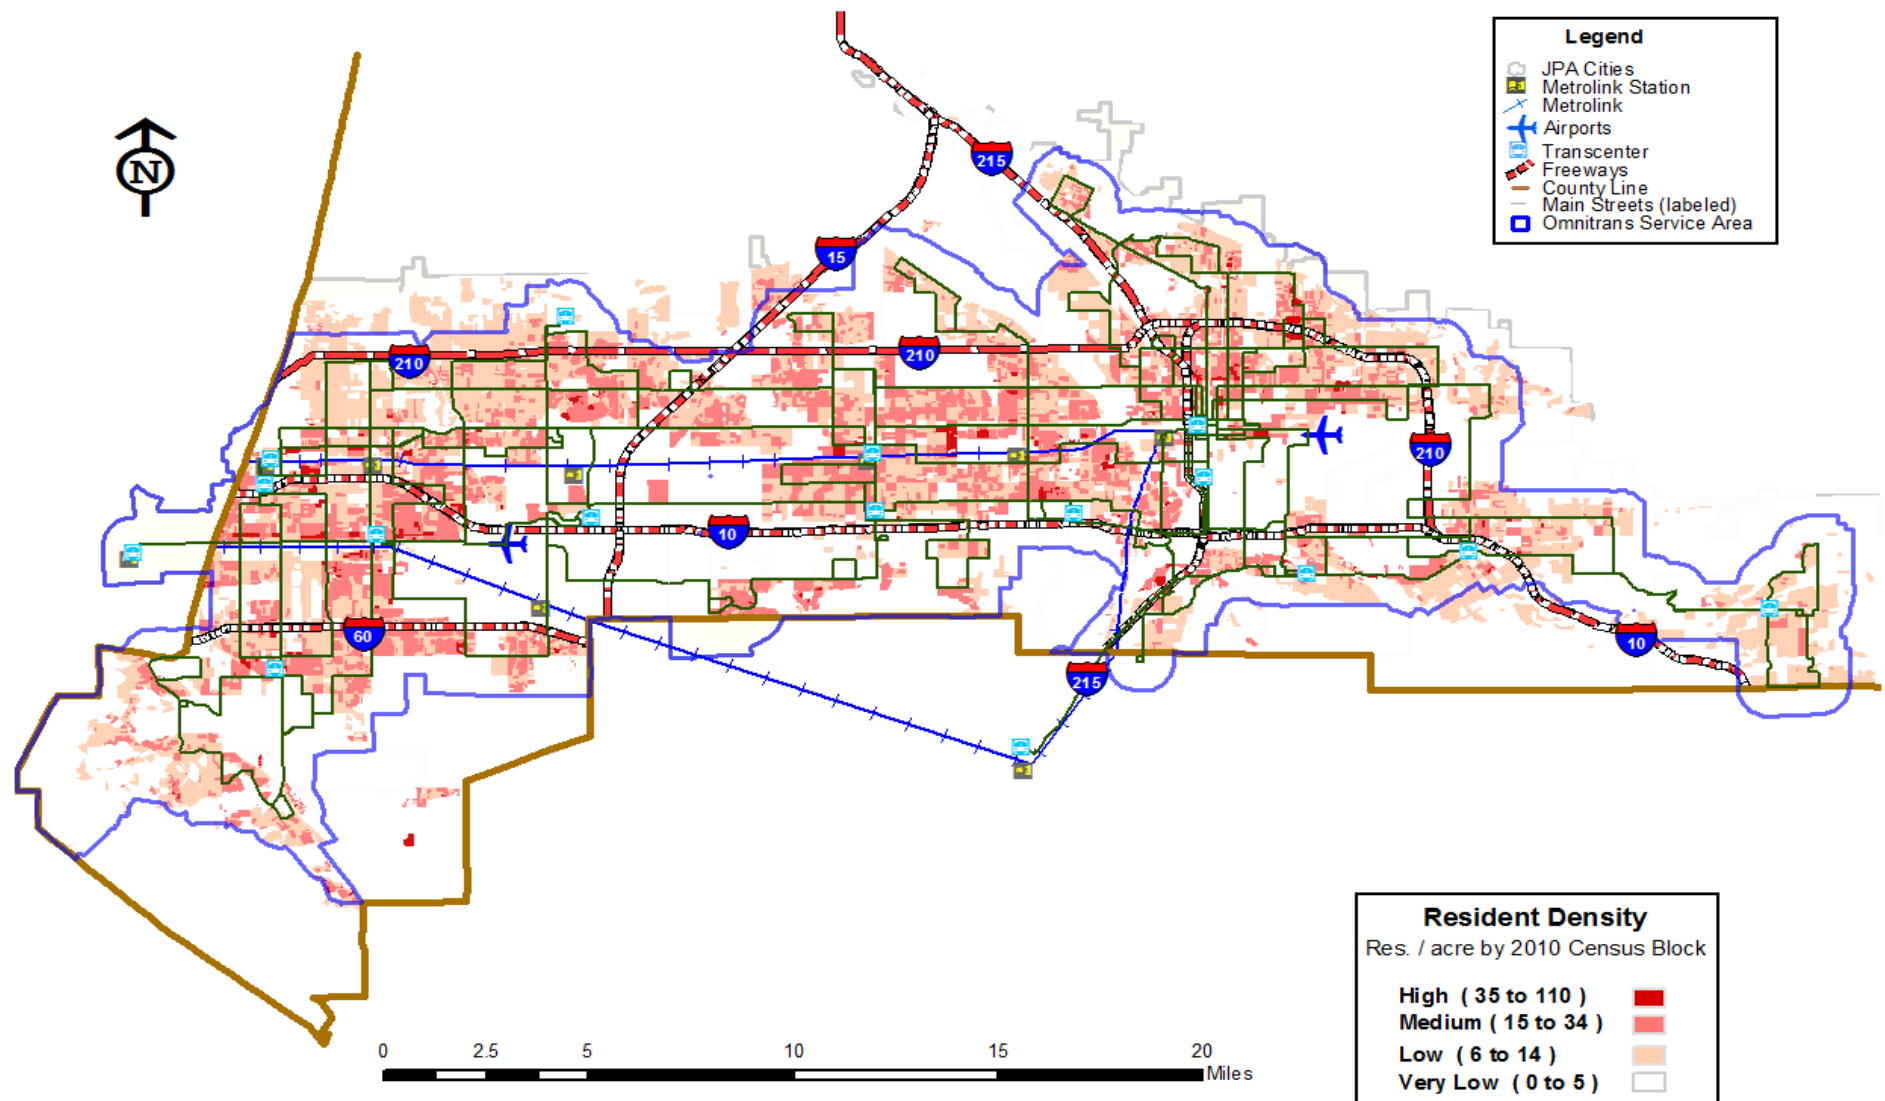 Legend
JPA Cities
Metrolink Station
Metrolink
Airports
Transcenter
Freeways
County Line
Main Streets (labeled)
Omnitrans Service Area
N
215
15
210
210
210
10
60
10
215
0 2.5 5 10 15 20
Miles
Resident Density
Res. / acre by 2010 Census Block
High ( 35 to 110 )
Medium ( 15 to 34 )
Low ( 6 to 14 )
Very Low ( 0 to 5 )